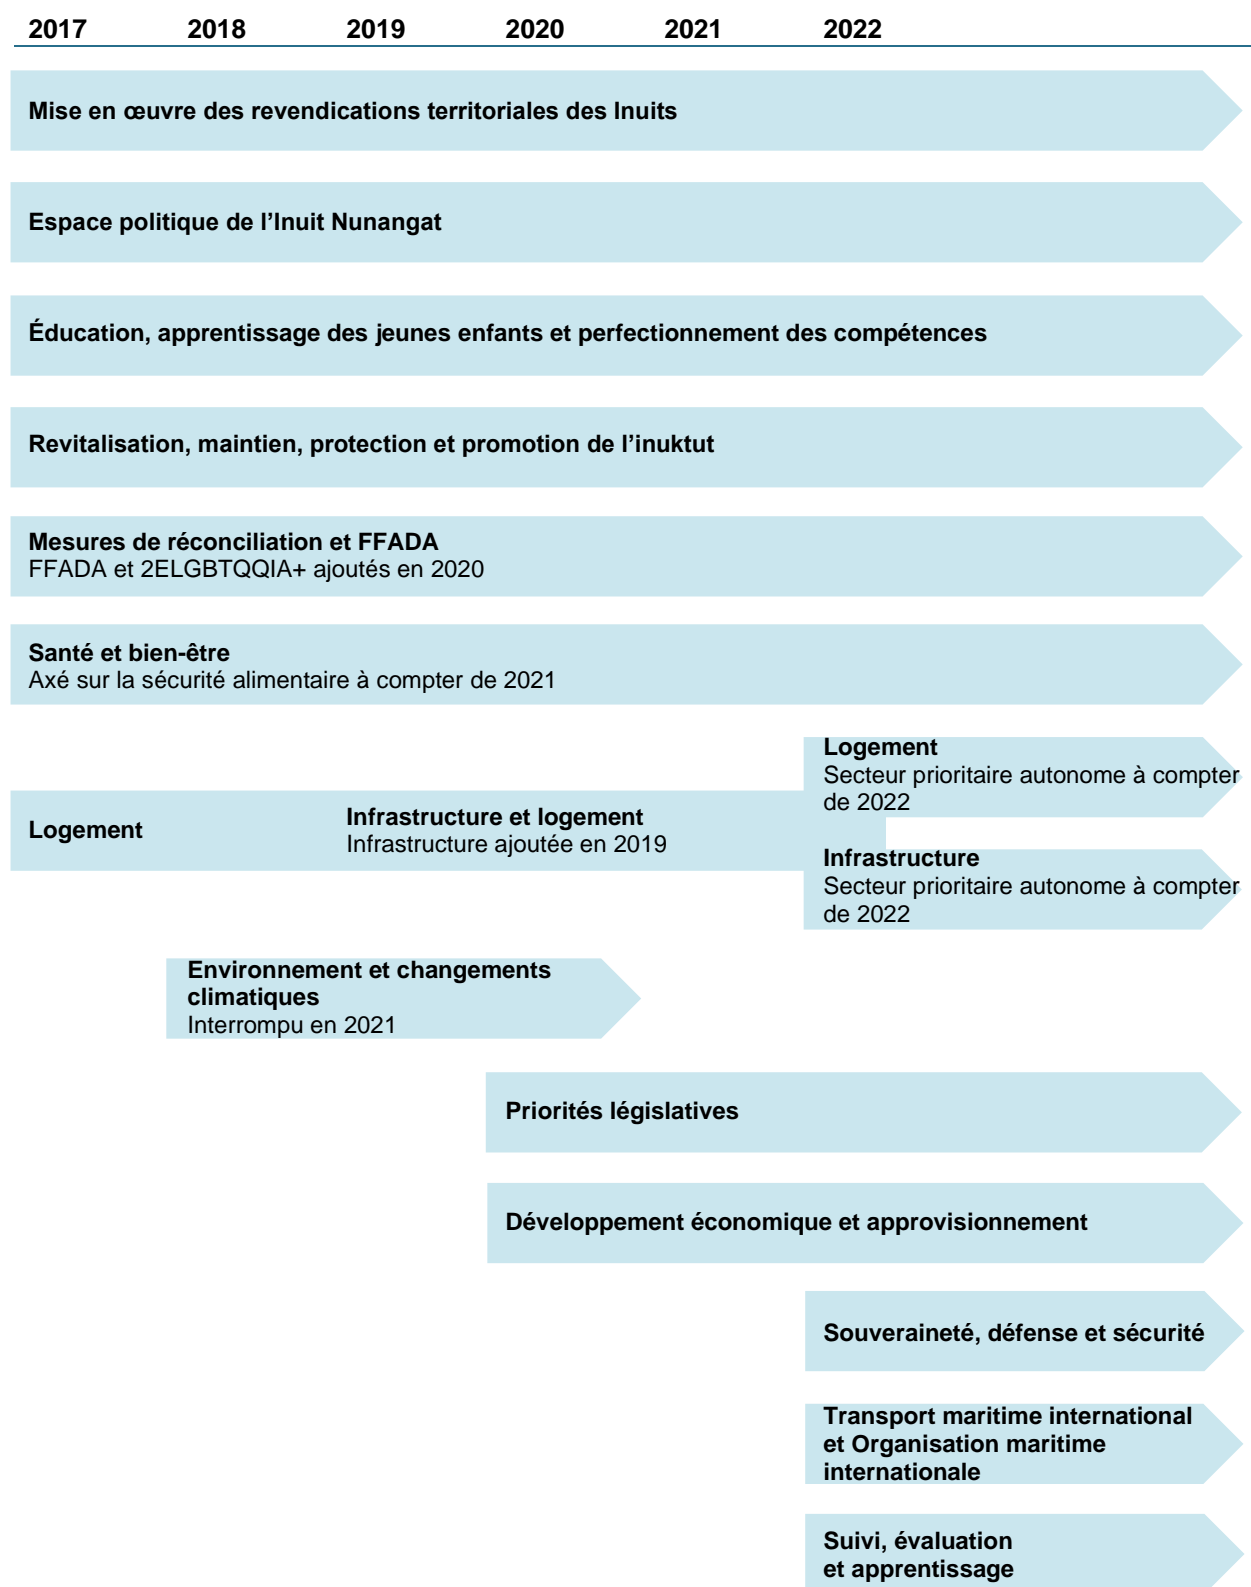 2017 2018 2019 2020 2021 2022
Mise en œuvre des revendications territoriales des Inuits
Espace politique de l’Inuit Nunangat
Éducation, apprentissage des jeunes enfants et perfectionnement des compétences
Revitalisation, maintien, protection et promotion de l’inuktut
Mesures de réconciliation et FFADA
FFADA et 2ELGBTQQIA+ ajoutés en 2020
Santé et bien-être
Axé sur la sécurité alimentaire à compter de 2021
Logement
Infrastructure et logement
Infrastructure ajoutée en 2019
Logement
Secteur prioritaire autonome à compter
de 2022
Infrastructure
Secteur prioritaire autonome à compter
de 2022
Environnement et changements
climatiques
Interrompu en 2021
Priorités législatives
Développement économique et approvisionnement
Souveraineté, défense et sécurité
Transport maritime international
et Organisation maritime
internationale
Suivi, évaluation
et apprentissage